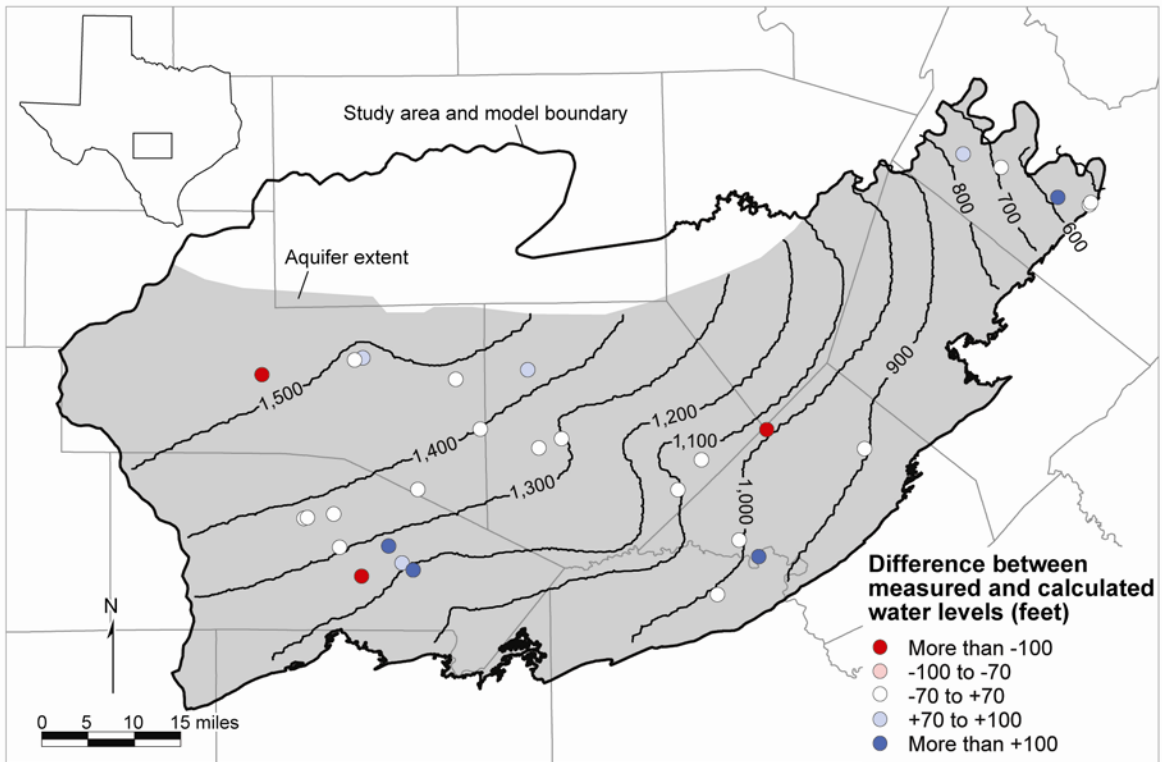 Study area and model boundary
Aquifer extent
800
700
600
900
1,500
1,400
1,300
1,200
1,100
1,000
N
0 5 10 15 miles
Difference between
measured and calculated
water levels (feet)
More than -100
-100 to -70
-70 to +70
+70 to +100
More than +100